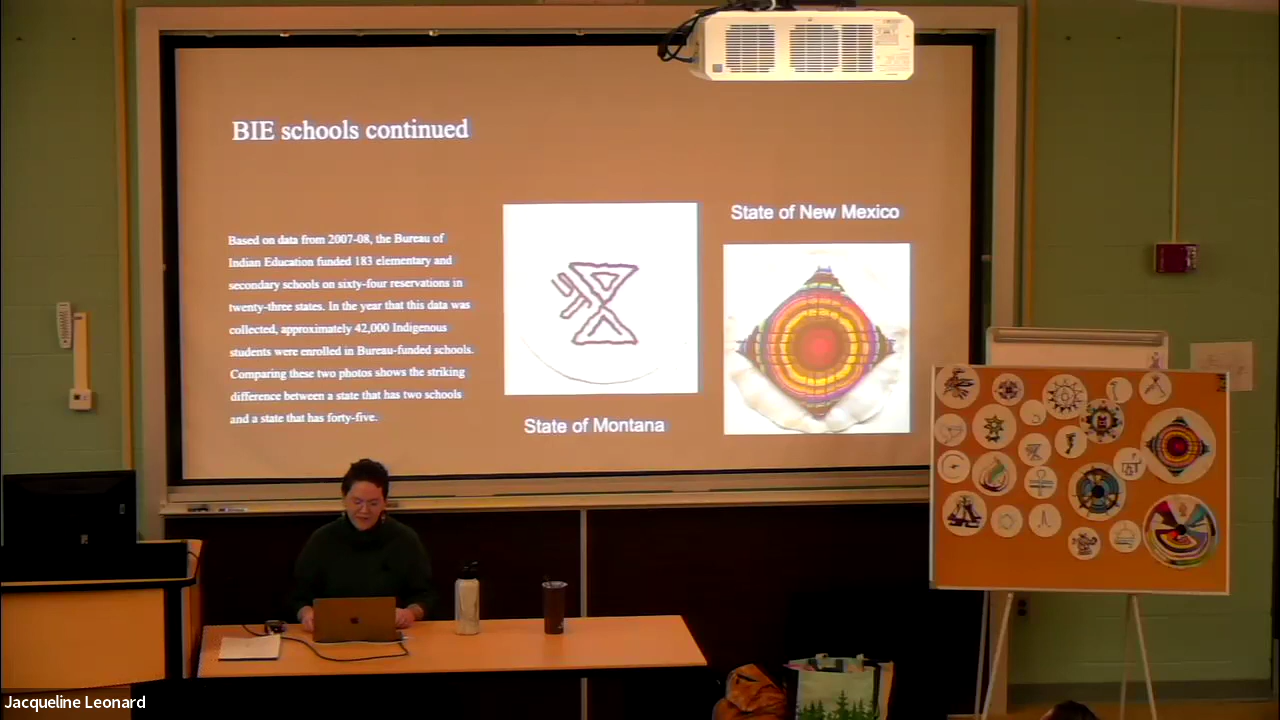 BIE schools continued
State of New Mexico
Based on data from 2007-08, the Bureau of
Indian Education funded 183 elementary and
secondary schools on sixty-four reservations in
twenty-three states. In the year that this data was
collected, approximately 42,000 Indigenous
students were enrolled in Bureau-funded schools.
Comparing these two photos shows the striking
difference between a state that has two schools
and a state that has forty-five.
State of Montana
Jacqueline Leonard